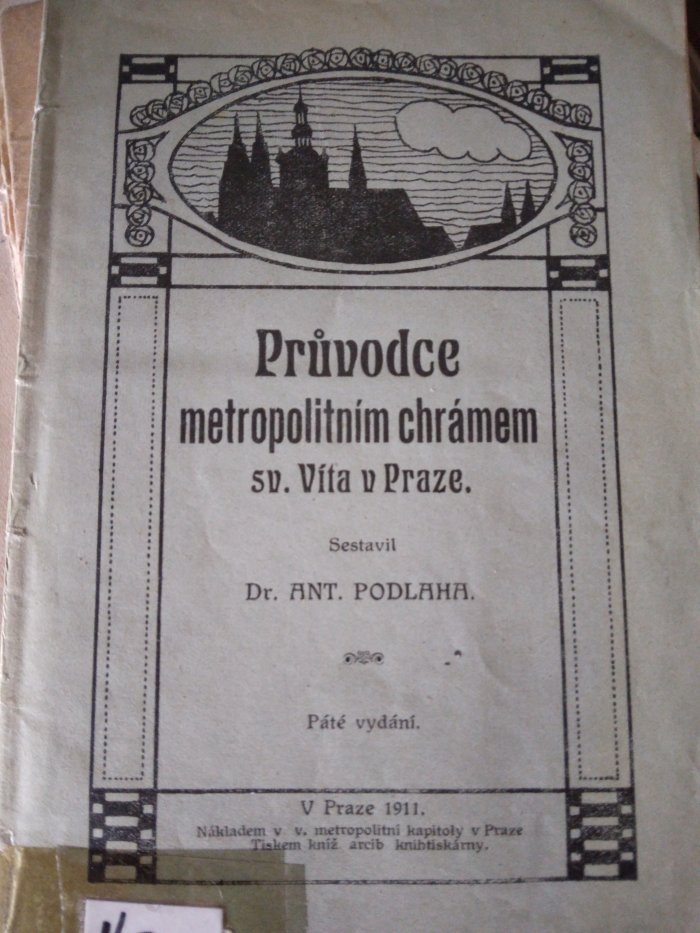 Průvodce
metropolitním chrámem
sv. Víta v Praze.
Sestavil
Dr. ANT. PODLAHA.
Páté vydání.
V Praze 1911.
Nákladem v. v. metropolitní kapitoly v Praze
Tiskem kníž. arcib. knihtiskárny.